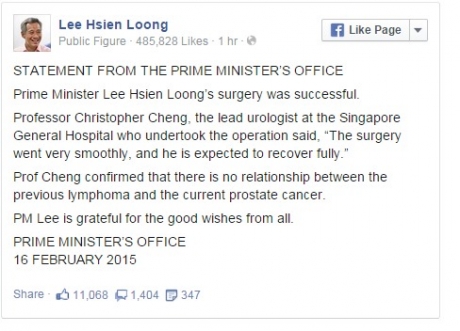 Lee Hsien Loong
Public Figure · 485,828 Likes · 1 hr ·
Like Page
STATEMENT FROM THE PRIME MINISTER'S OFFICE
Prime Minister Lee Hsien Loong's surgery was successful.
Professor Christopher Cheng, the lead urologist at the Singapore
General Hospital who undertook the operation said, “The surgery
went very smoothly, and he is expected to recover fully.”
Prof Cheng confirmed that there is no relationship between the
previous lymphoma and the current prostate cancer.
PM Lee is grateful for the good wishes from all.
PRIME MINISTER'S OFFICE
16 FEBRUARY 2015
Share · 11,068 1,404 347